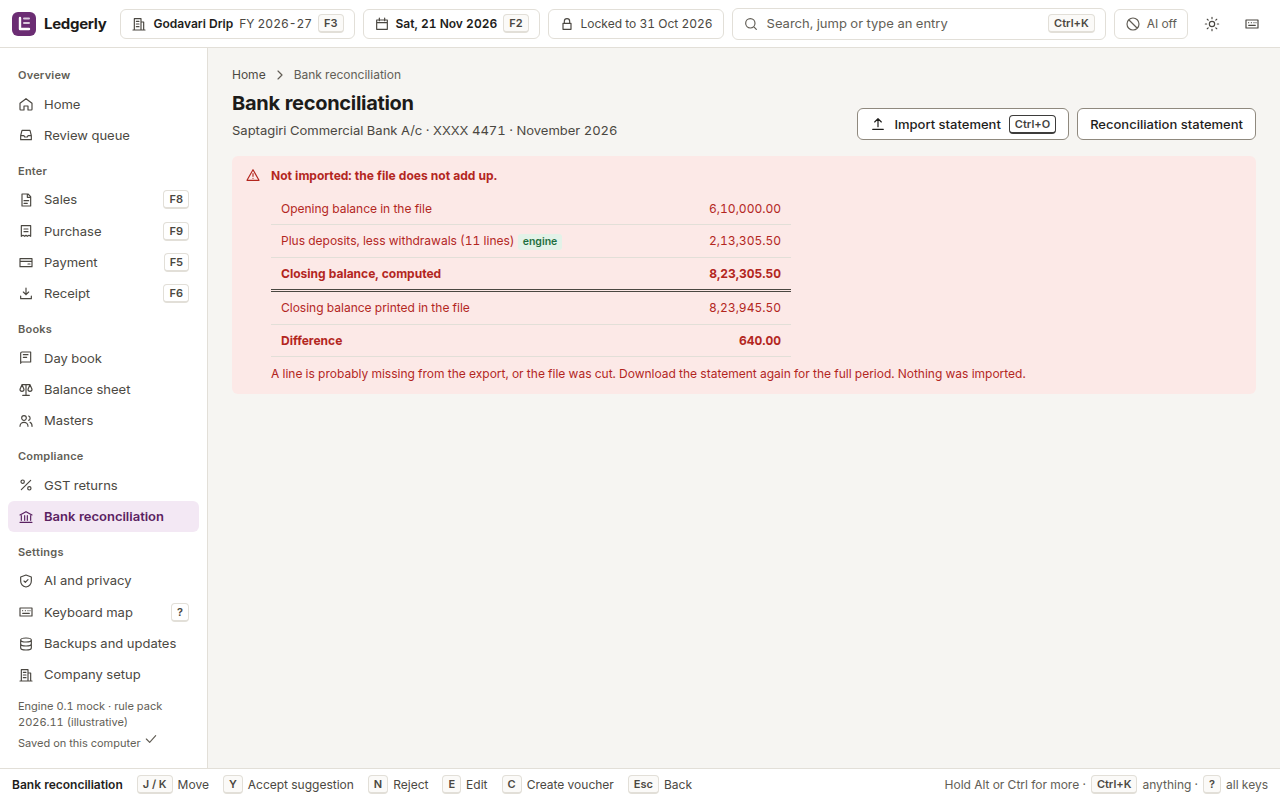 Ledgerly
Godavari Drip FY 2026-27 F3
Sat, 21 Nov 2026 F2
Locked to 31 Oct 2026
Search, jump or type an entry Ctrl+K
AI off
Overview
Home
Review queue
Enter
Sales F8
Purchase F9
Payment F5
Receipt F6
Books
Day book
Balance sheet
Masters
Compliance
GST returns
Bank reconciliation
Settings
AI and privacy
Keyboard map ?
Backups and updates
Company setup
Engine 0.1 mock · rule pack
2026.11 (illustrative)
Saved on this computer
Home > Bank reconciliation
Bank reconciliation
Saptagiri Commercial Bank A/c · XXXX 4471 · November 2026
Import statement Ctrl+O
Reconciliation statement
Not imported: the file does not add up.
Opening balance in the file 6,10,000.00
Plus deposits, less withdrawals (11 lines) engine 2,13,305.50
Closing balance, computed 8,23,305.50
Closing balance printed in the file 8,23,945.50
Difference 640.00
A line is probably missing from the export, or the file was cut. Download the statement again for the full period. Nothing was imported.
Bank reconciliation J / K Move Y Accept suggestion N Reject E Edit C Create voucher Esc Back
Hold Alt or Ctrl for more · Ctrl+K anything · ? all keys